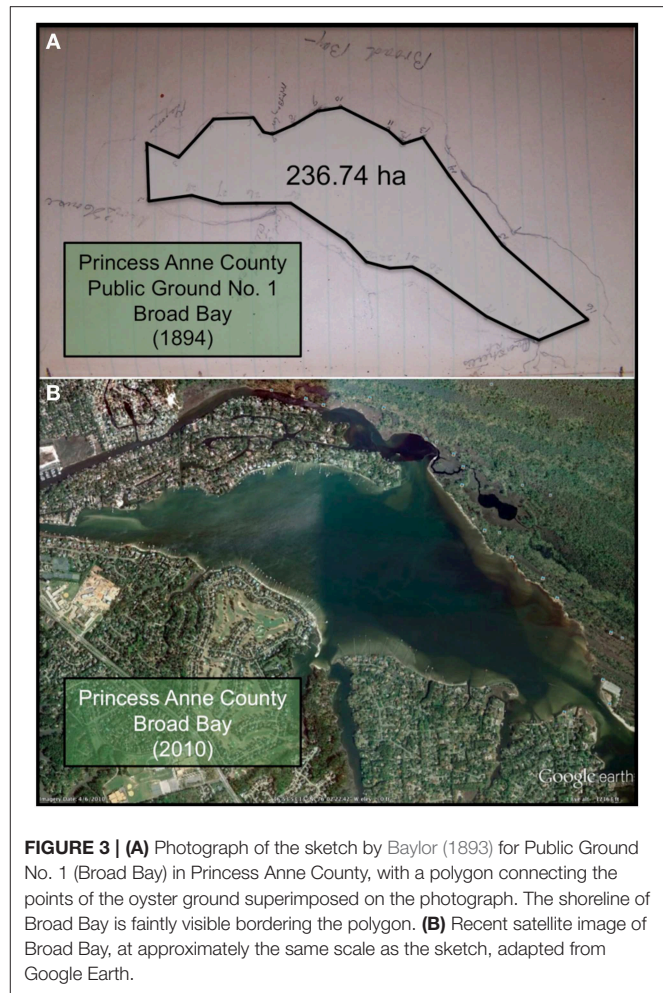 A
Broad Bay
236.74 ha
Princess Anne County
Public Ground No. 1
Broad Bay
(1894)
B
Princess Anne County
Broad Bay
(2010)
Google earth
FIGURE 3 | (A) Photograph of the sketch by Baylor (1893) for Public Ground
No. 1 (Broad Bay) in Princess Anne County, with a polygon connecting the
points of the oyster ground superimposed on the photograph. The shoreline of
Broad Bay is faintly visible bordering the polygon. (B) Recent satellite image of
Broad Bay, at approximately the same scale as the sketch, adapted from
Google Earth.